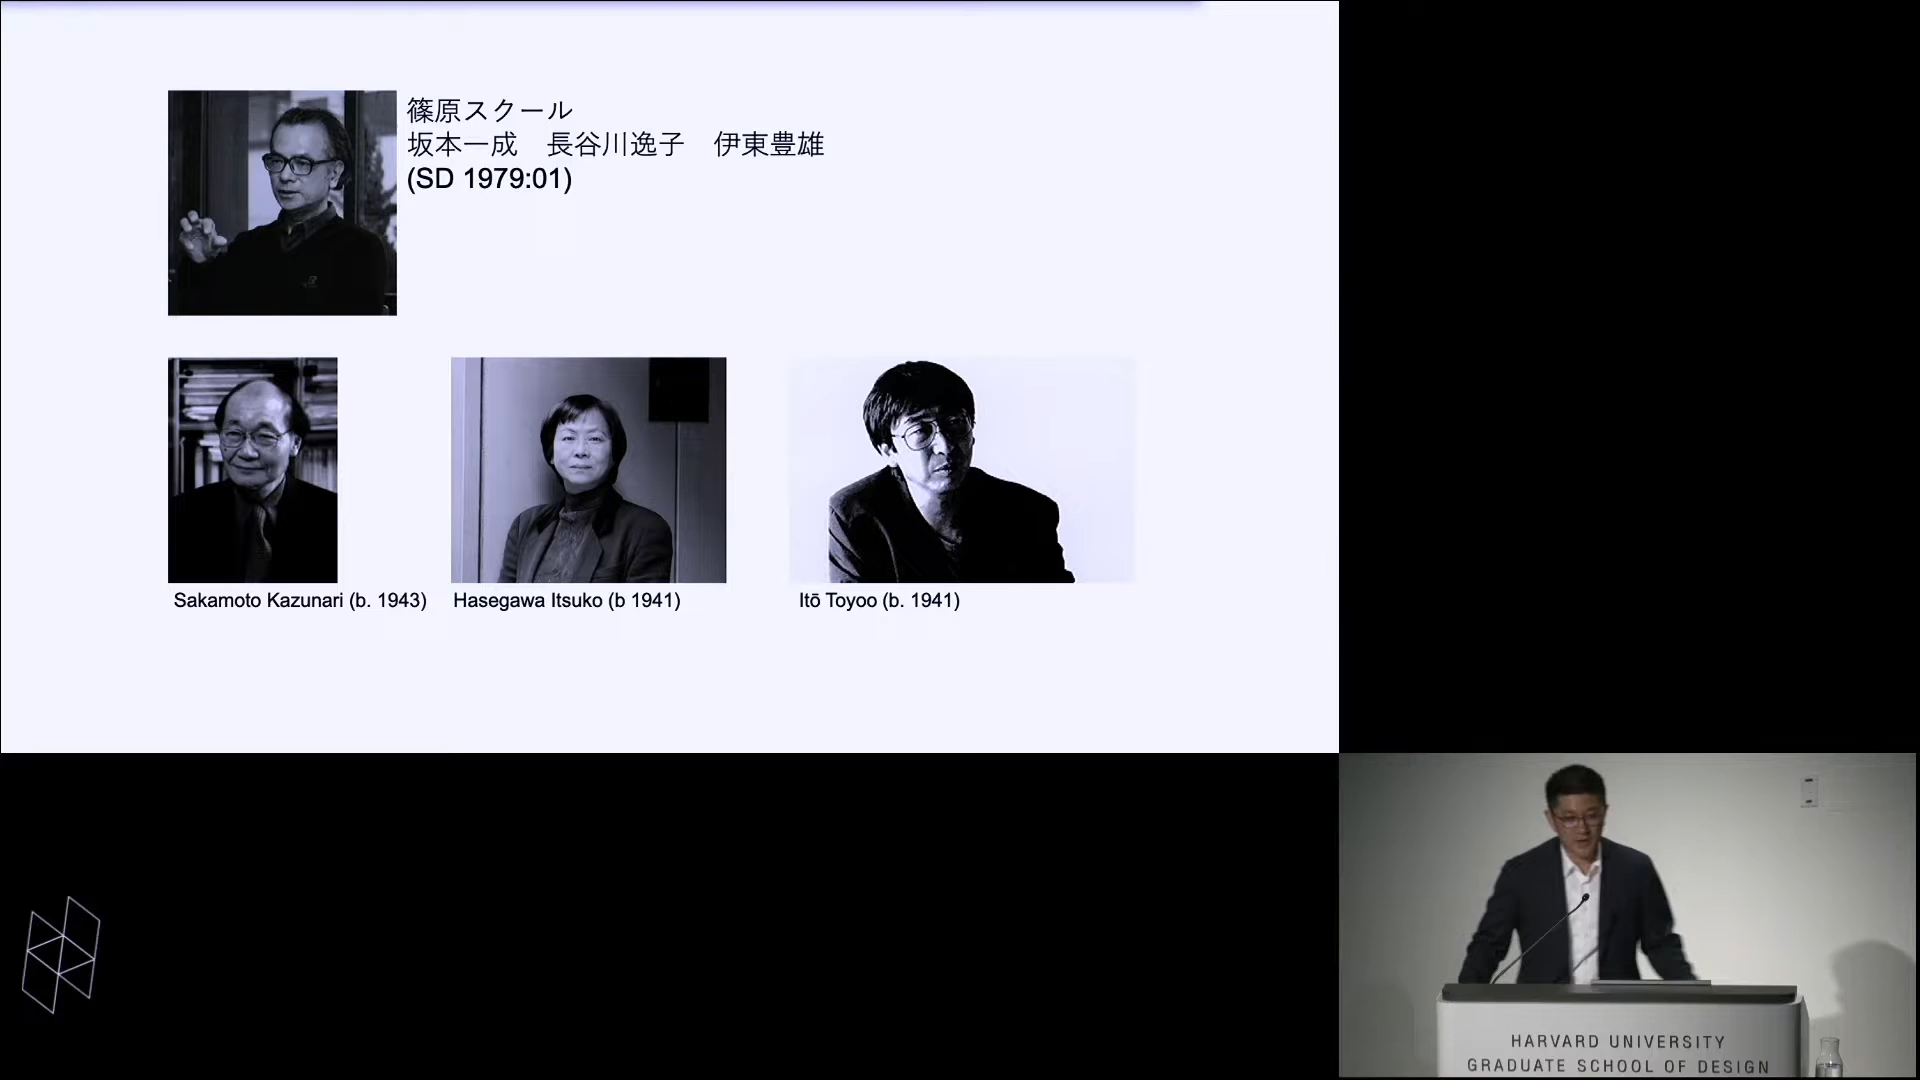 篠原スクール
坂本一成　長谷川逸子　伊東豊雄
(SD 1979:01)
Sakamoto Kazunari (b. 1943)
Hasegawa Itsuko (b 1941)
Itō Toyoo (b. 1941)
HARVARD UNIVERSITY
GRADUATE SCHOOL OF DESIGN